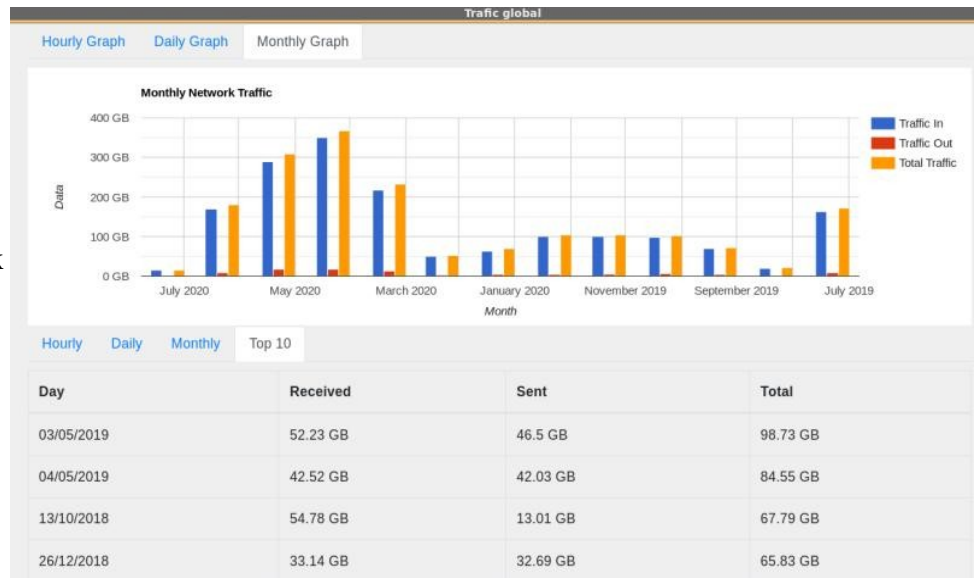 Trafic global
Hourly Graph Daily Graph Monthly Graph
Monthly Network Traffic
400 GB
300 GB
200 GB
100 GB
0 GB
Data
July 2020 May 2020 March 2020 January 2020 November 2019 September 2019 July 2019
Month
Traffic In
Traffic Out
Total Traffic
Hourly Daily Monthly Top 10
Day Received Sent Total
03/05/2019 52.23 GB 46.5 GB 98.73 GB
04/05/2019 42.52 GB 42.03 GB 84.55 GB
13/10/2018 54.78 GB 13.01 GB 67.79 GB
26/12/2018 33.14 GB 32.69 GB 65.83 GB